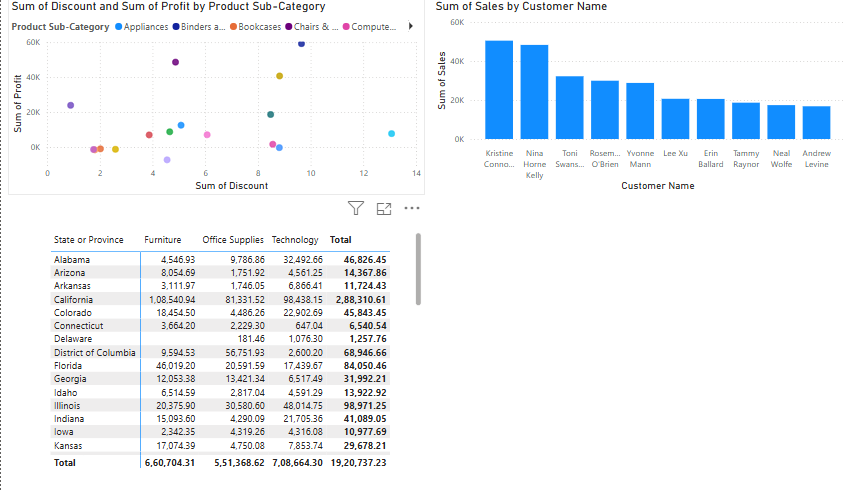 Sum of Discount and Sum of Profit by Product Sub-Category
Product Sub-Category Appliances Binders a... Bookcases Chairs & ... Compute...
60K
40K
20K
0K
Sum of Profit
0 2 4 6 8 10 12 14
Sum of Discount
Sum of Sales by Customer Name
60K
40K
20K
0K
Sum of Sales
Kristine Nina Toni Rosem... Yvonne Lee Xu Erin Tammy Neal Andrew
Conno... Horne Swans... O'Brien Mann Ballard Raynor Wolfe Levine
Kelly
Customer Name
State or Province Furniture Office Supplies Technology Total
Alabama 4,546.93 9,786.86 32,492.66 46,826.45
Arizona 8,054.69 1,751.92 4,561.25 14,367.86
Arkansas 3,111.97 1,746.05 6,866.41 11,724.43
California 1,08,540.94 81,331.52 98,438.15 2,88,310.61
Colorado 18,454.50 4,486.26 22,902.69 45,843.45
Connecticut 3,664.20 2,229.30 647.04 6,540.54
Delaware 181.46 1,076.30 1,257.76
District of Columbia 9,594.53 56,751.93 2,600.20 68,946.66
Florida 46,019.20 20,591.59 17,439.67 84,050.46
Georgia 12,053.38 13,421.34 6,517.49 31,992.21
Idaho 6,514.59 2,817.04 4,591.29 13,922.92
Illinois 20,375.90 30,580.60 48,014.75 98,971.25
Indiana 15,093.60 4,290.09 21,705.36 41,089.05
Iowa 2,342.35 4,319.26 4,316.08 10,977.69
Kansas 17,074.39 4,750.08 7,853.74 29,678.21
Total 6,60,704.31 5,51,368.62 7,08,664.30 19,20,737.23